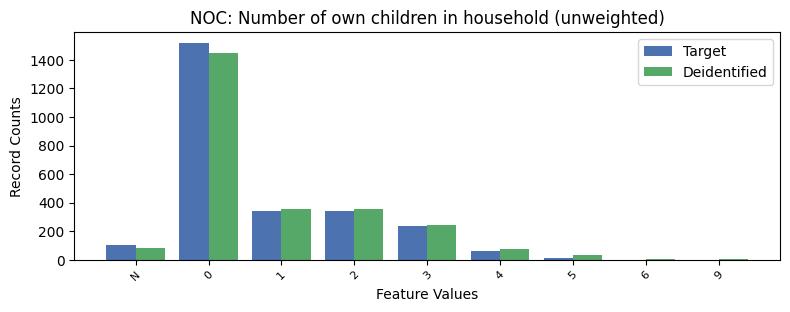 NOC: Number of own children in household (unweighted)
Target
Deidentified
Record Counts
1400
1200
1000
800
600
400
200
0
N 0 1 2 3 4 5 6 9
Feature Values